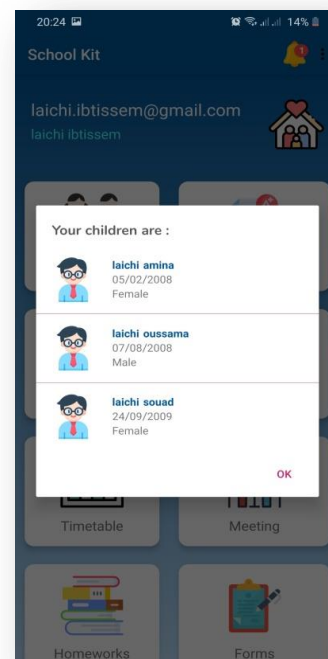 20:24
14%
School Kit
1
laichi.ibtissem@gmail.com
laichi ibtissem
Your children are :
laichi amina
05/02/2008
Female
laichi oussama
07/08/2008
Male
laichi souad
24/09/2009
Female
OK
Timetable
Meeting
Homeworks
Forms